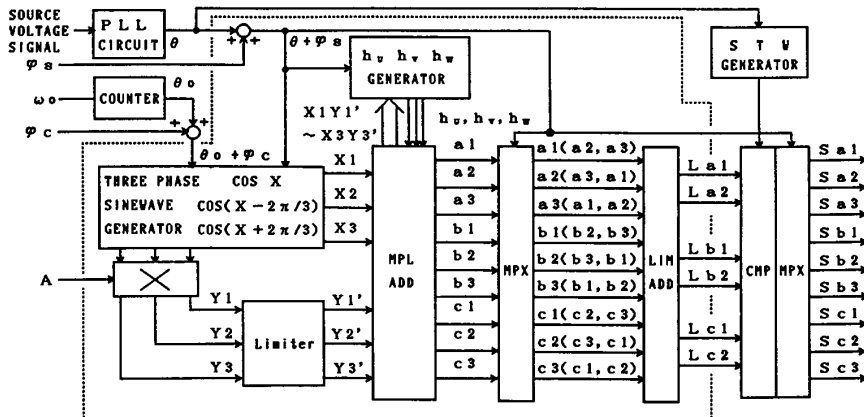 SOURCE
VOLTAGE
SIGNAL
PLL
CIRCUIT
θ
φs
+
+
θ+φs
hu hv hw
GENERATOR
S T W
GENERATOR
ωo
COUNTER
θo
φc
+
+
θo+φc
X1Y1'
~X3Y3'
hu, hv, hw
THREE PHASE COS X
SINEWAVE COS(X-2π/3)
GENERATOR COS(X+2π/3)
X1
X2
X3
A
Y1
Y2
Y3
Limiter
Y1'
Y2'
Y3'
MPL
ADD
a1
a2
a3
b1
b2
b3
c1
c2
c3
MPX
a1(a2,a3)
a2(a3,a1)
a3(a1,a2)
b1(b2,b3)
b2(b3,b1)
b3(b1,b2)
c1(c2,c3)
c2(c3,c1)
c3(c1,c2)
LIM
ADD
La1
La2
Lb1
Lb2
Lc1
Lc2
CMP
MPX
Sa1
Sa2
Sa3
Sb1
Sb2
Sb3
Sc1
Sc2
Sc3